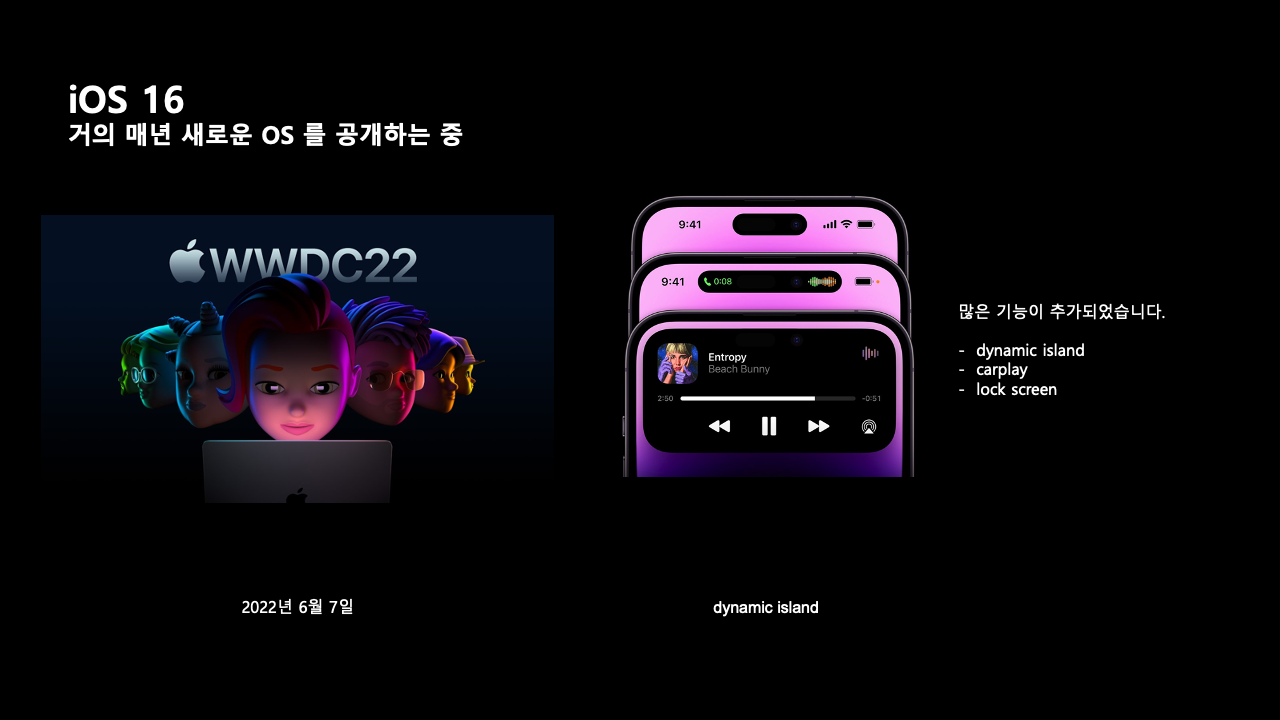 iOS 16
거의 매년 새로운 OS 를 공개하는 중
WWDC22
9:41
9:41 0:08
Entropy
Beach Bunny
2:50 -0:51
많은 기능이 추가되었습니다.
- dynamic island
- carplay
- lock screen
2022년 6월 7일
dynamic island